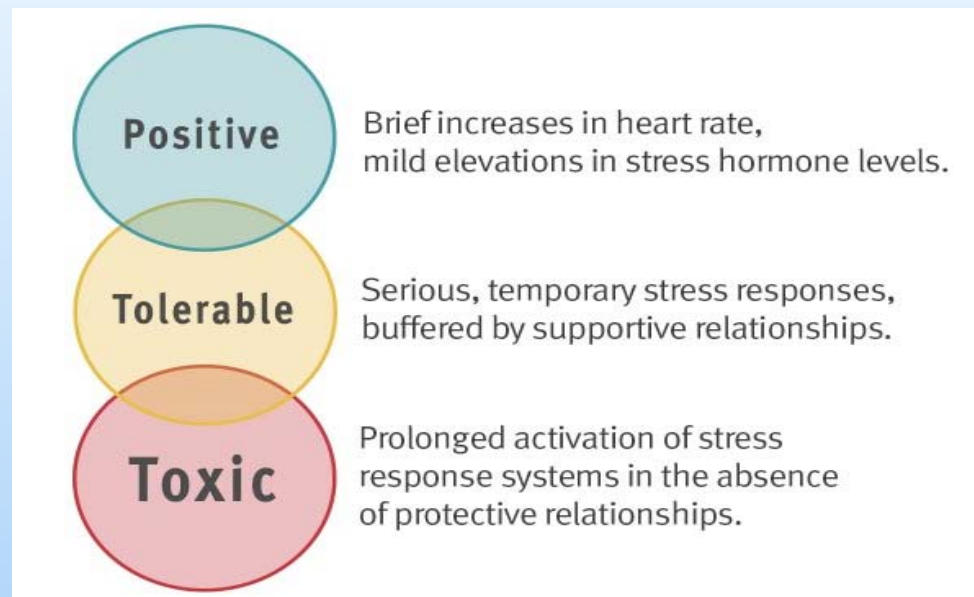 Positive
Brief increases in heart rate,
mild elevations in stress hormone levels.
Tolerable
Serious, temporary stress responses,
buffered by supportive relationships.
Toxic
Prolonged activation of stress
response systems in the absence
of protective relationships.